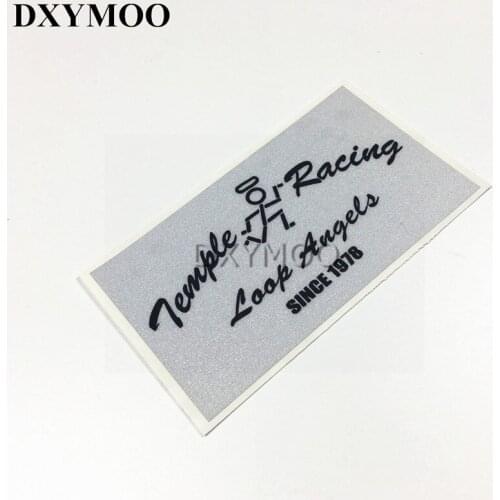 DXYMOO
Temple Racing
DXYMOO
Loop Angels
SINCE 1978